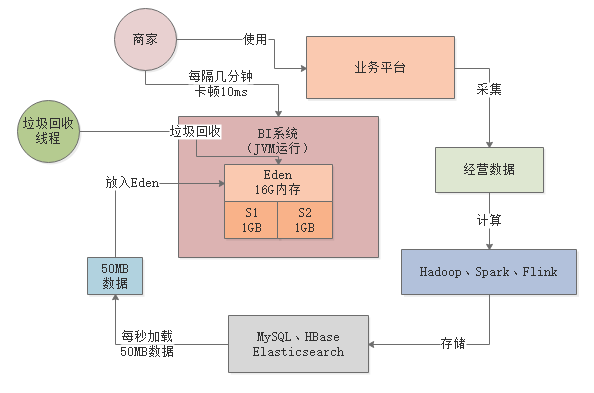 商家
使用
业务平台
每隔几分钟
卡顿10ms
采集
垃圾回收
线程
垃圾回收
BI系统
（JVM运行）
经营数据
放入Eden
Eden
16G内存
S1
1GB
S2
1GB
计算
50MB
数据
Hadoop、Spark、Flink
每秒加载
50MB数据
MySQL、HBase
Elasticsearch
存储